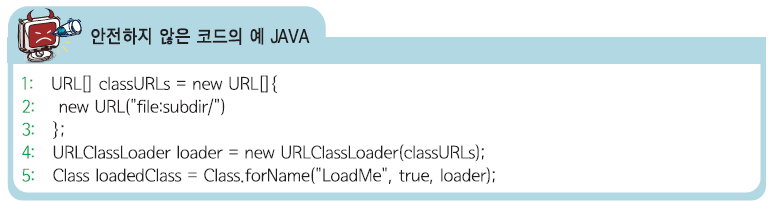 안전하지 않은 코드의 예 JAVA
1: URL[] classURLs = new URL[]{
2: new URL("file:subdir/")
3: };
4: URLClassLoader loader = new URLClassLoader(classURLs);
5: Class loadedClass = Class.forName("LoadMe", true, loader);